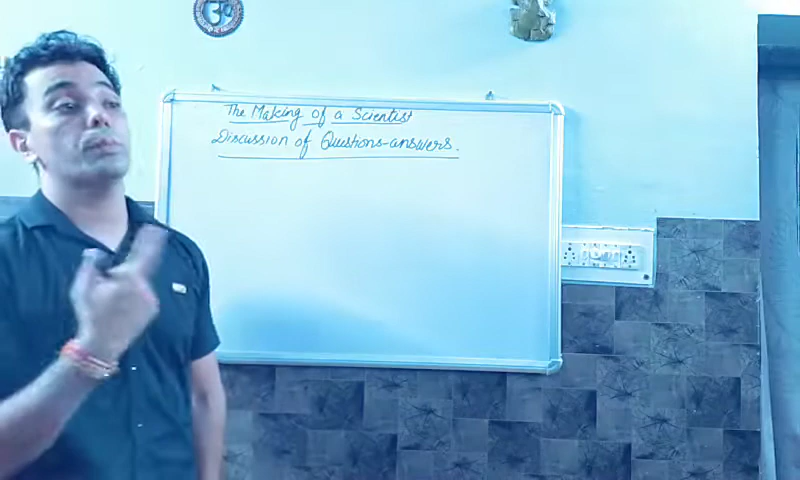 ॐ
The Making of a Scientist
Discussion of Questions-answers.